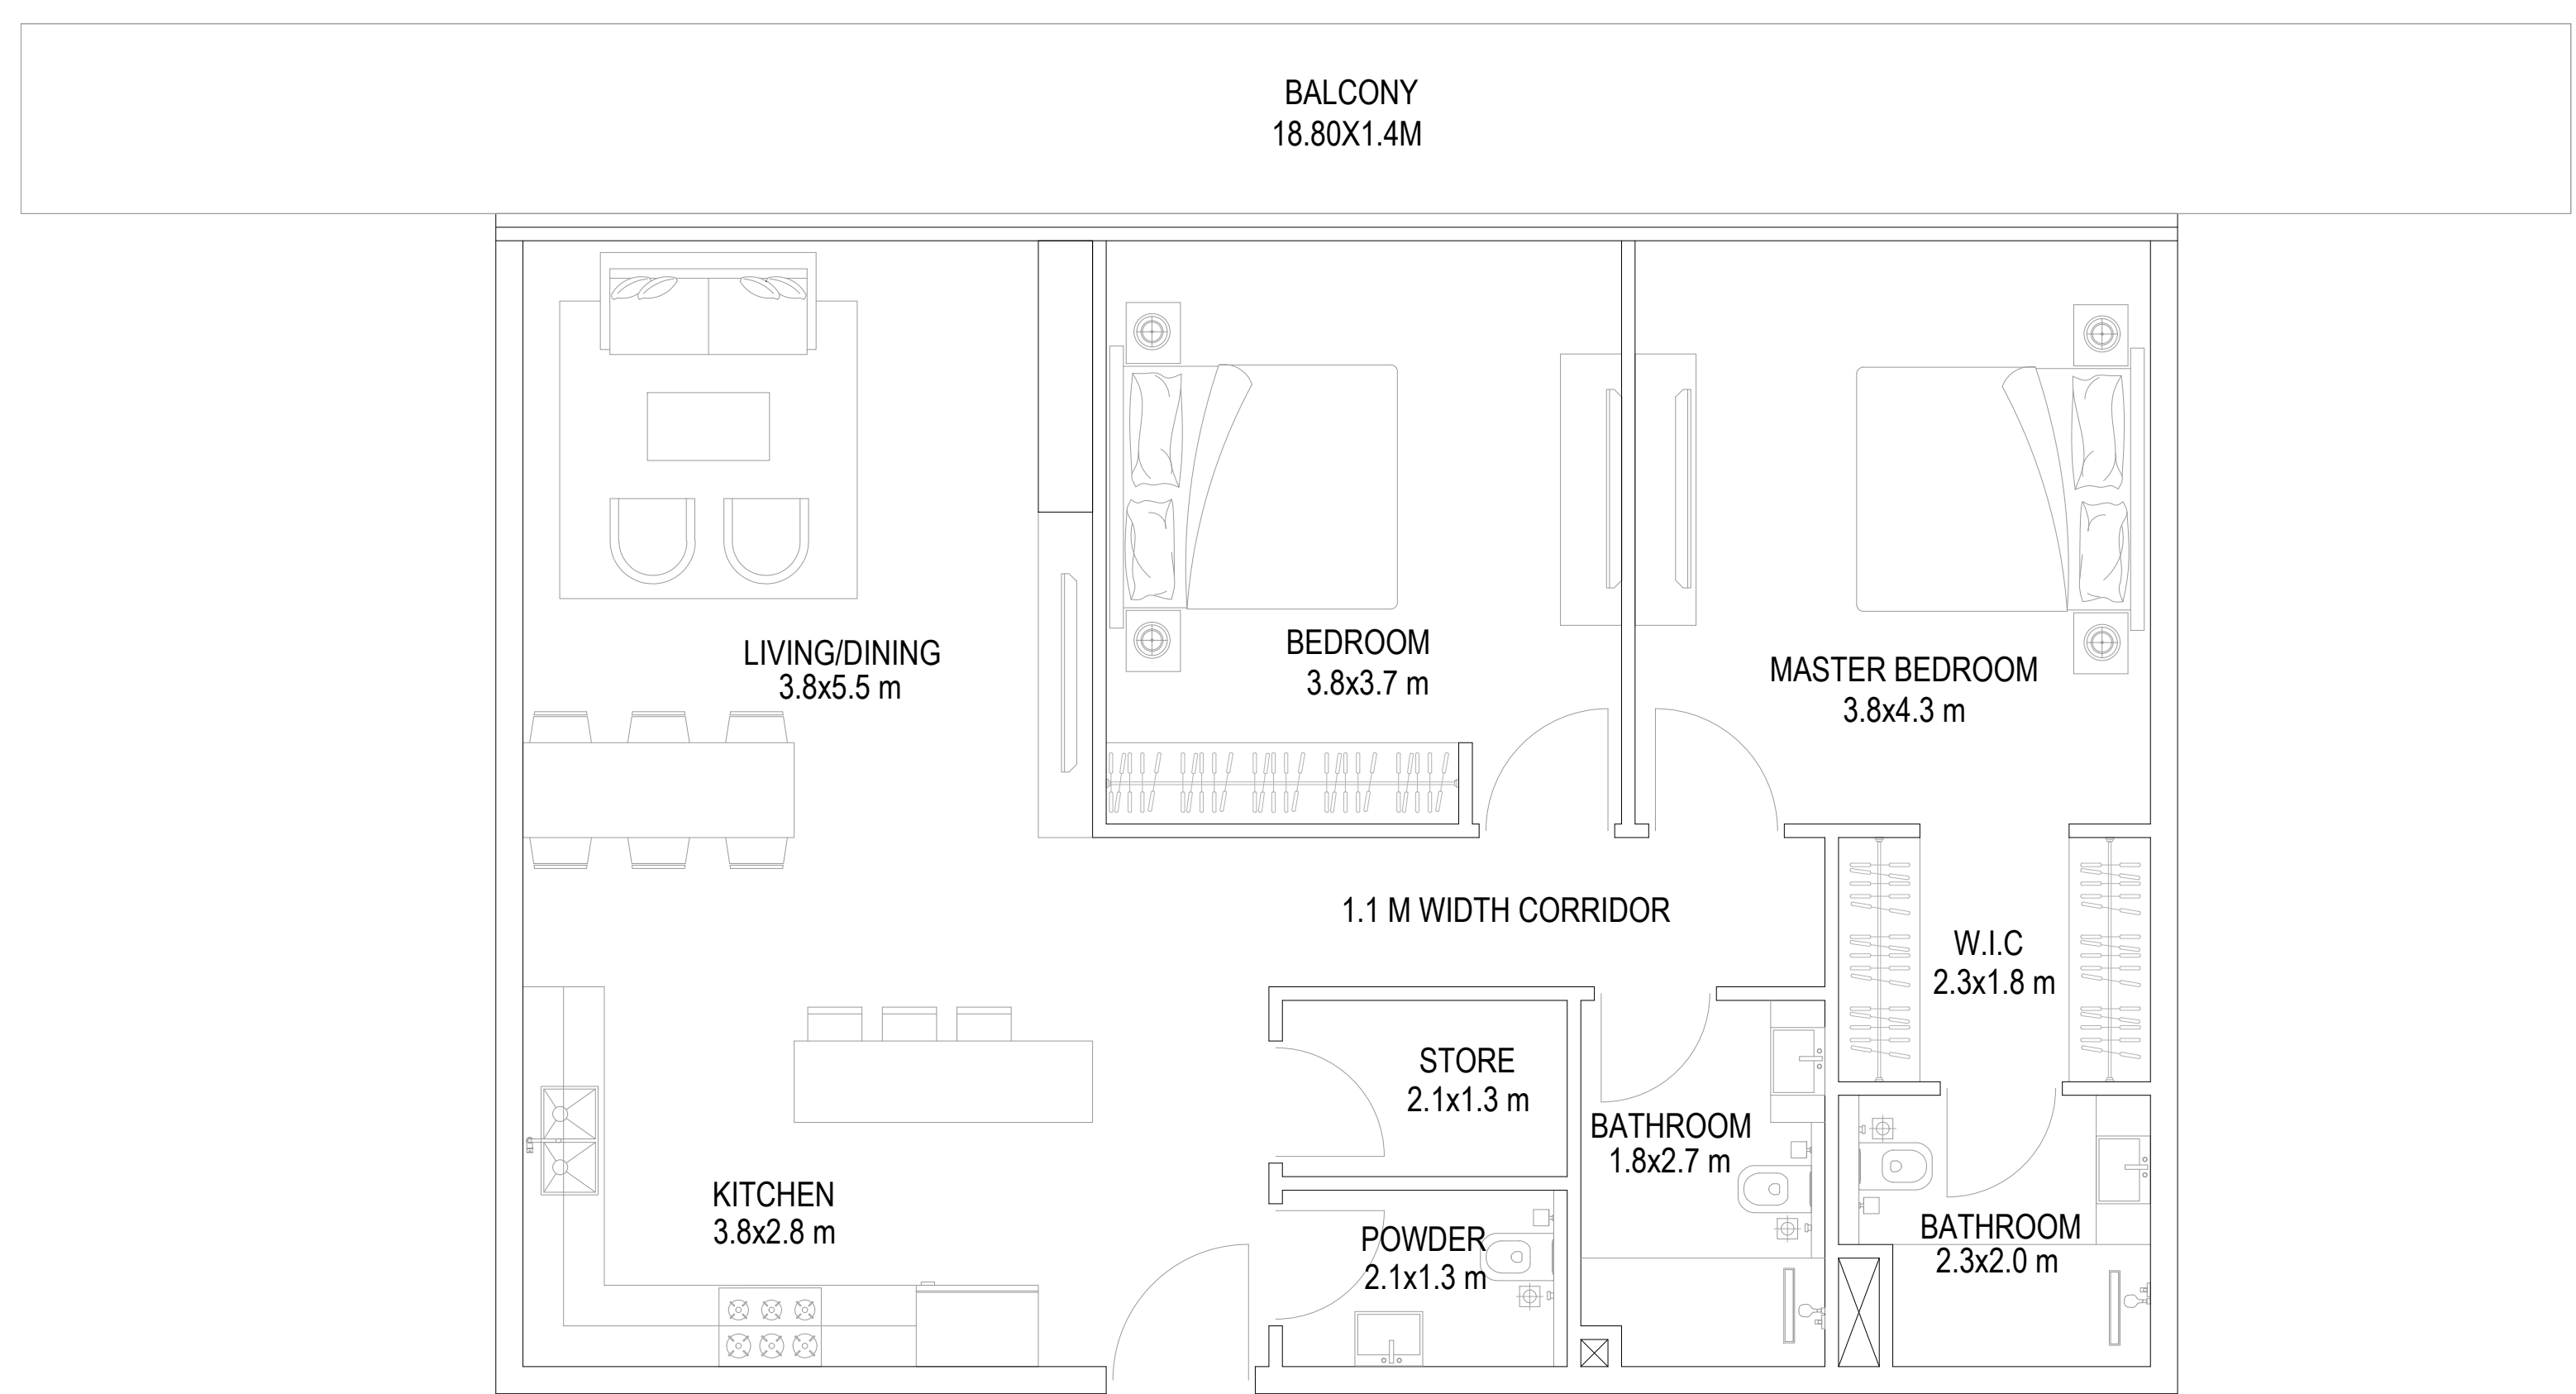 BALCONY
18.80X1.4M
LIVING/DINING
3.8x5.5 m
BEDROOM
3.8x3.7 m
MASTER BEDROOM
3.8x4.3 m
1.1 M WIDTH CORRIDOR
W.I.C
2.3x1.8 m
STORE
2.1x1.3 m
BATHROOM
1.8x2.7 m
KITCHEN
3.8x2.8 m
POWDER
2.1x1.3 m
BATHROOM
2.3x2.0 m